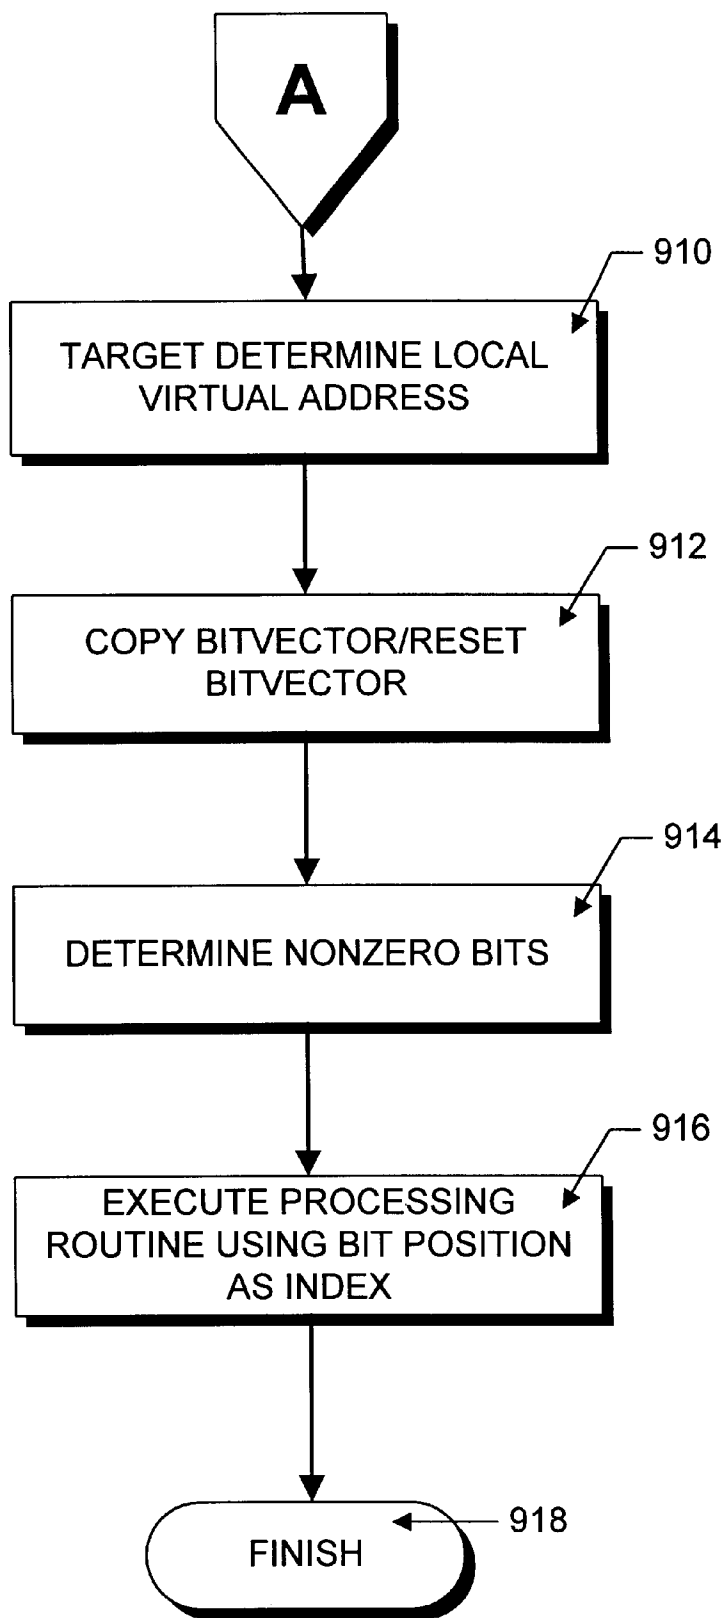 A
910
TARGET DETERMINE LOCAL
VIRTUAL ADDRESS
912
COPY BITVECTOR/RESET
BITVECTOR
914
DETERMINE NONZERO BITS
916
EXECUTE PROCESSING
ROUTINE USING BIT POSITION
AS INDEX
918
FINISH